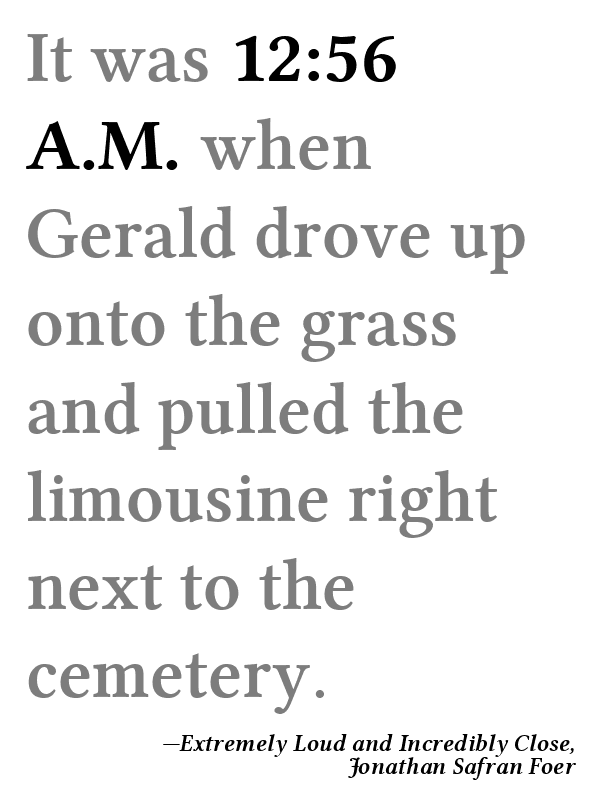 It was 12:56
A.M. when
Gerald drove up
onto the grass
and pulled the
limousine right
next to the
cemetery.
—Extremely Loud and Incredibly Close,
Jonathan Safran Foer